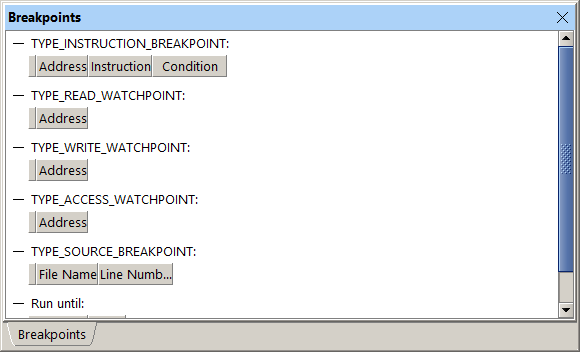 Breakpoints
TYPE_INSTRUCTION_BREAKPOINT:
Address Instruction Condition
TYPE_READ_WATCHPOINT:
Address
TYPE_WRITE_WATCHPOINT:
Address
TYPE_ACCESS_WATCHPOINT:
Address
TYPE_SOURCE_BREAKPOINT:
File Name Line Numb...
Run until:
Breakpoints